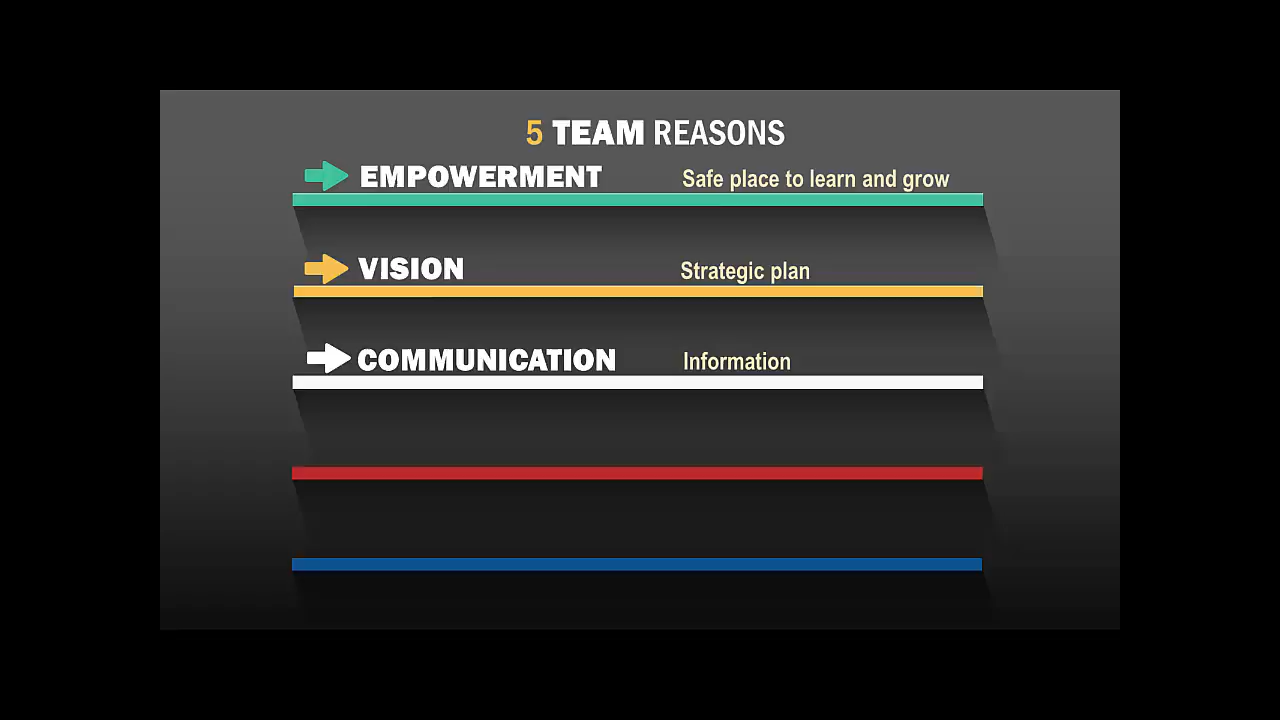 5 TEAM REASONS
EMPOWERMENT Safe place to learn and grow
VISION Strategic plan
COMMUNICATION Information